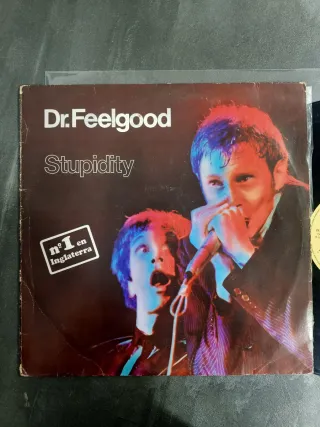 Dr.Feelgood
Stupidity
nº1 en
Inglaterra